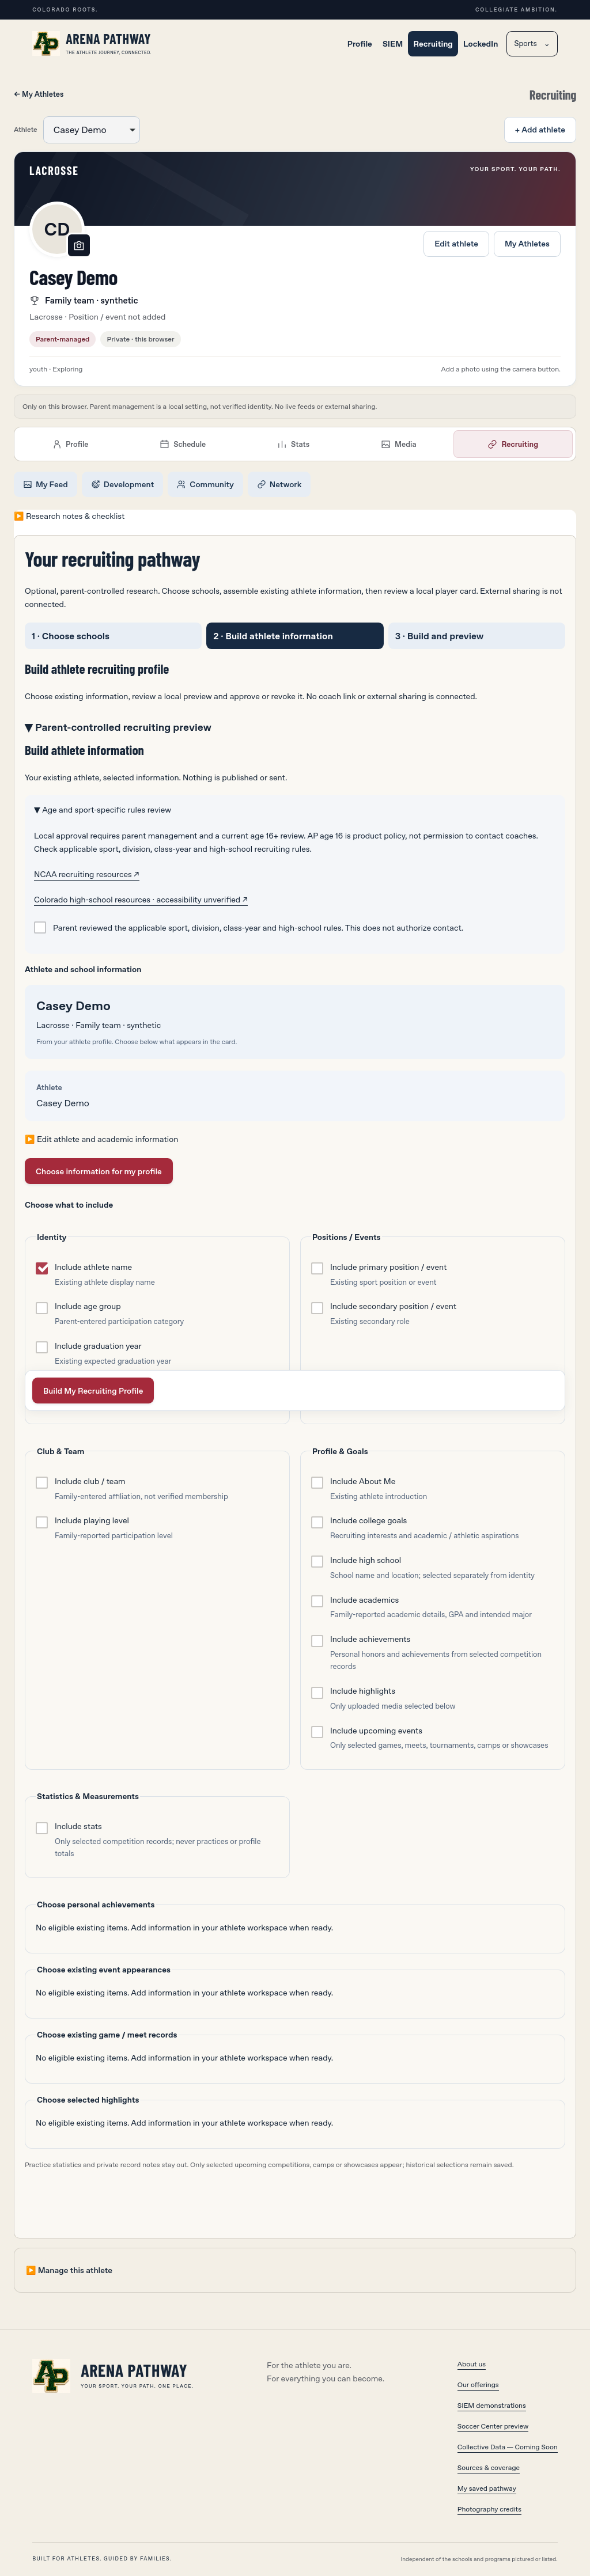 COLORADO ROOTS.
COLLEGIATE AMBITION.
AP
ARENA PATHWAY
THE ATHLETE JOURNEY, CONNECTED.
Profile
SIEM
Recruiting
LockedIn
Sports
← My Athletes
Recruiting
Athlete
Casey Demo
+ Add athlete
LACROSSE
YOUR SPORT. YOUR PATH.
CD
Edit athlete
My Athletes
Casey Demo
Family team · synthetic
Lacrosse · Position / event not added
Parent-managed
Private · this browser
youth · Exploring
Add a photo using the camera button.
Only on this browser. Parent management is a local setting, not verified identity. No live feeds or external sharing.
Profile
Schedule
Stats
Media
Recruiting
My Feed
Development
Community
Network
Research notes & checklist
Your recruiting pathway
Optional, parent-controlled research. Choose schools, assemble existing athlete information, then review a local player card. External sharing is not
connected.
1 · Choose schools
2 · Build athlete information
3 · Build and preview
Build athlete recruiting profile
Choose existing information, review a local preview and approve or revoke it. No coach link or external sharing is connected.
▼ Parent-controlled recruiting preview
Build athlete information
Your existing athlete, selected information. Nothing is published or sent.
▼ Age and sport-specific rules review
Local approval requires parent management and a current age 16+ review. AP age 16 is product policy, not permission to contact coaches.
Check applicable sport, division, class-year and high-school recruiting rules.
NCAA recruiting resources ↗
Colorado high-school resources · accessibility unverified ↗
Parent reviewed the applicable sport, division, class-year and high-school rules. This does not authorize contact.
Athlete and school information
Casey Demo
Lacrosse · Family team · synthetic
From your athlete profile. Choose below what appears in the card.
Athlete
Casey Demo
Edit athlete and academic information
Choose information for my profile
Choose what to include
Identity
Include athlete name
Existing athlete display name
Include age group
Parent-entered participation category
Include graduation year
Existing expected graduation year
Positions / Events
Include primary position / event
Existing sport position or event
Include secondary position / event
Existing secondary role
Build My Recruiting Profile
Club & Team
Include club / team
Family-entered affiliation, not verified membership
Include playing level
Family-reported participation level
Profile & Goals
Include About Me
Existing athlete introduction
Include college goals
Recruiting interests and academic / athletic aspirations
Include high school
School name and location; selected separately from identity
Include academics
Family-reported academic details, GPA and intended major
Include achievements
Personal honors and achievements from selected competition
records
Include highlights
Only uploaded media selected below
Include upcoming events
Only selected games, meets, tournaments, camps or showcases
Statistics & Measurements
Include stats
Only selected competition records; never practices or profile
totals
Choose personal achievements
No eligible existing items. Add information in your athlete workspace when ready.
Choose existing event appearances
No eligible existing items. Add information in your athlete workspace when ready.
Choose existing game / meet records
No eligible existing items. Add information in your athlete workspace when ready.
Choose selected highlights
No eligible existing items. Add information in your athlete workspace when ready.
Practice statistics and private record notes stay out. Only selected upcoming competitions, camps or showcases appear; historical selections remain saved.
Manage this athlete
AP
ARENA PATHWAY
YOUR SPORT. YOUR PATH. ONE PLACE.
For the athlete you are.
For everything you can become.
About us
Our offerings
SIEM demonstrations
Soccer Center preview
Collective Data — Coming Soon
Sources & coverage
My saved pathway
Photography credits
BUILT FOR ATHLETES. GUIDED BY FAMILIES.
Independent of the schools and programs pictured or listed.